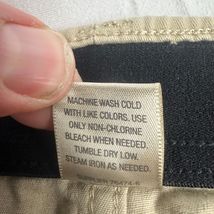 MACHINE WASH COLD
WITH LIKE COLORS. USE
ONLY NON-CHLORINE
BLEACH WHEN NEEDED.
TUMBLE DRY LOW.
STEAM IRON AS NEEDED.